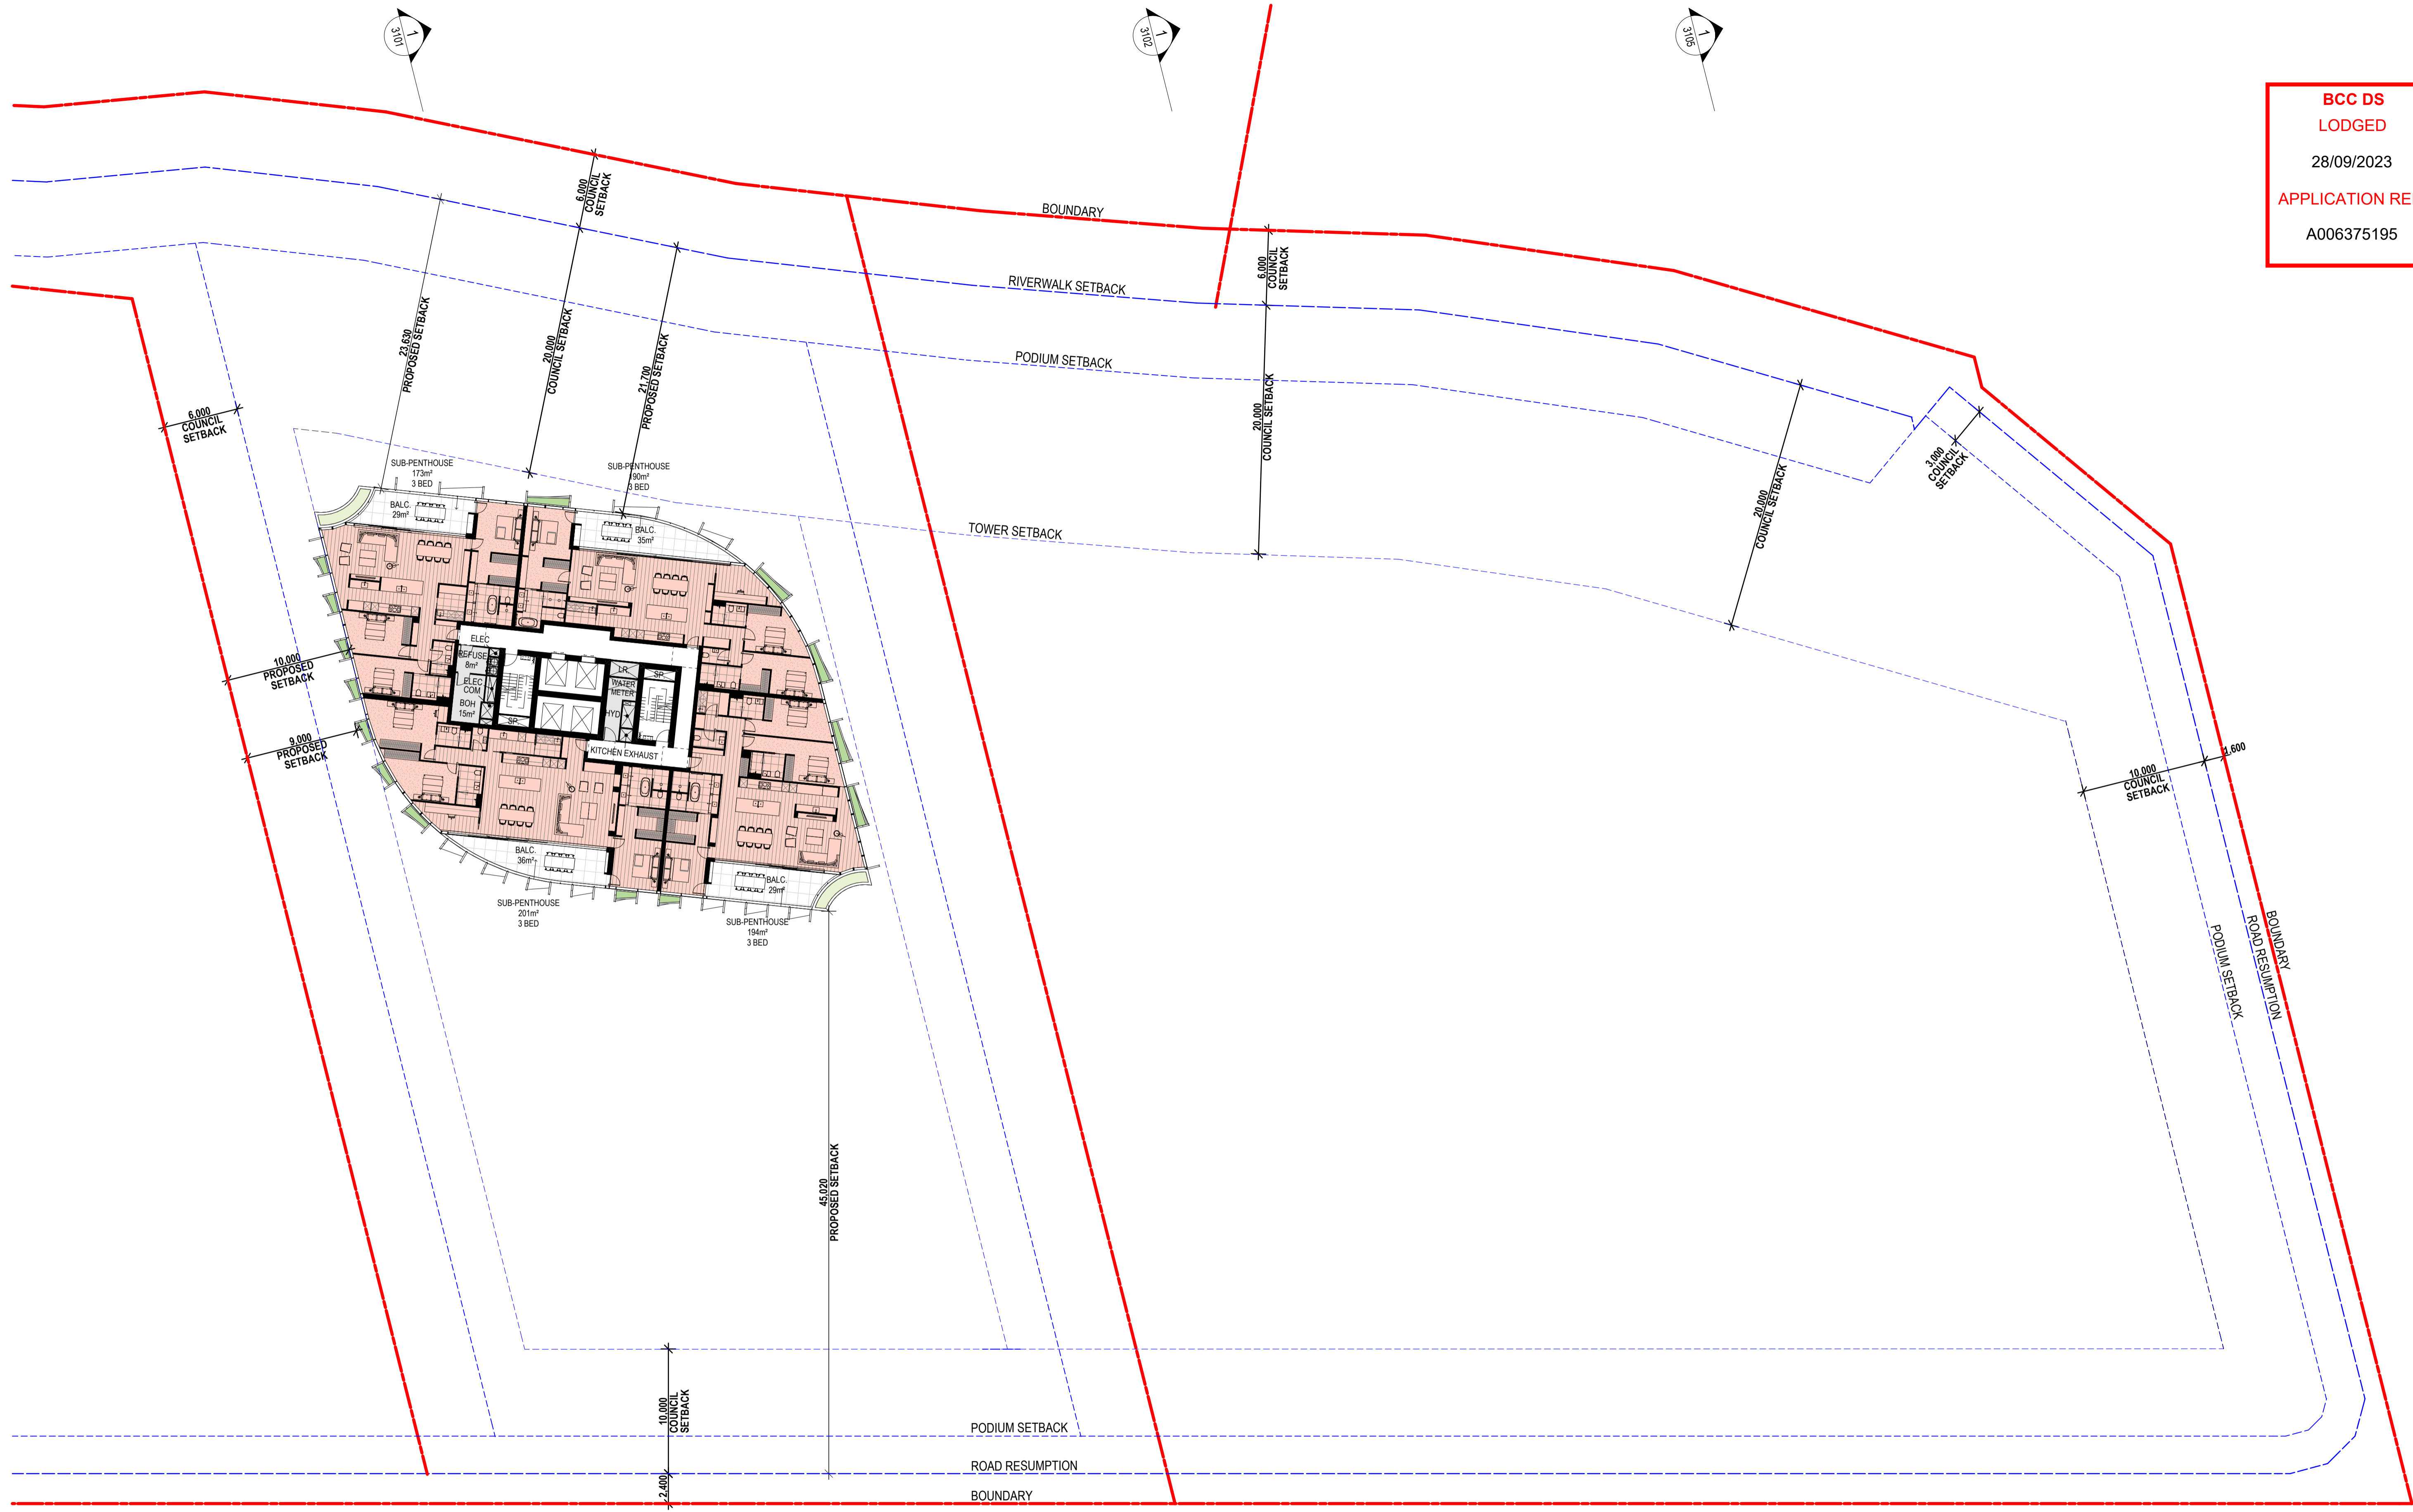 1
3101
1
3102
1
3105
BCC DS
LODGED
28/09/2023
APPLICATION RE
A006375195
6,000
COUNCIL
SETBACK
BOUNDARY
6,000
COUNCIL
SETBACK
RIVERWALK SETBACK
23,630
PROPOSED SETBACK
20,000
COUNCIL SETBACK
21,700
PROPOSED SETBACK
PODIUM SETBACK
20,000
COUNCIL SETBACK
6,000
COUNCIL
SETBACK
3,000
COUNCIL
SETBACK
20,000
COUNCIL SETBACK
TOWER SETBACK
SUB-PENTHOUSE
173m²
3 BED
SUB-PENTHOUSE
190m²
3 BED
BALC.
29m²
BALC.
35m²
ELEC
REFUSE
8m²
ELEC
COM
BOH
15m²
SP
LR
WATER
METER
HYD
SP
KITCHEN EXHAUST
10,000
PROPOSED
SETBACK
9,000
PROPOSED
SETBACK
BALC.
36m²
BALC.
29m²
SUB-PENTHOUSE
201m²
3 BED
SUB-PENTHOUSE
194m²
3 BED
1,600
10,000
COUNCIL
SETBACK
BOUNDARY
ROAD RESUMPTION
PODIUM SETBACK
45,020
PROPOSED SETBACK
10,000
COUNCIL
SETBACK
PODIUM SETBACK
ROAD RESUMPTION
2,400
BOUNDARY